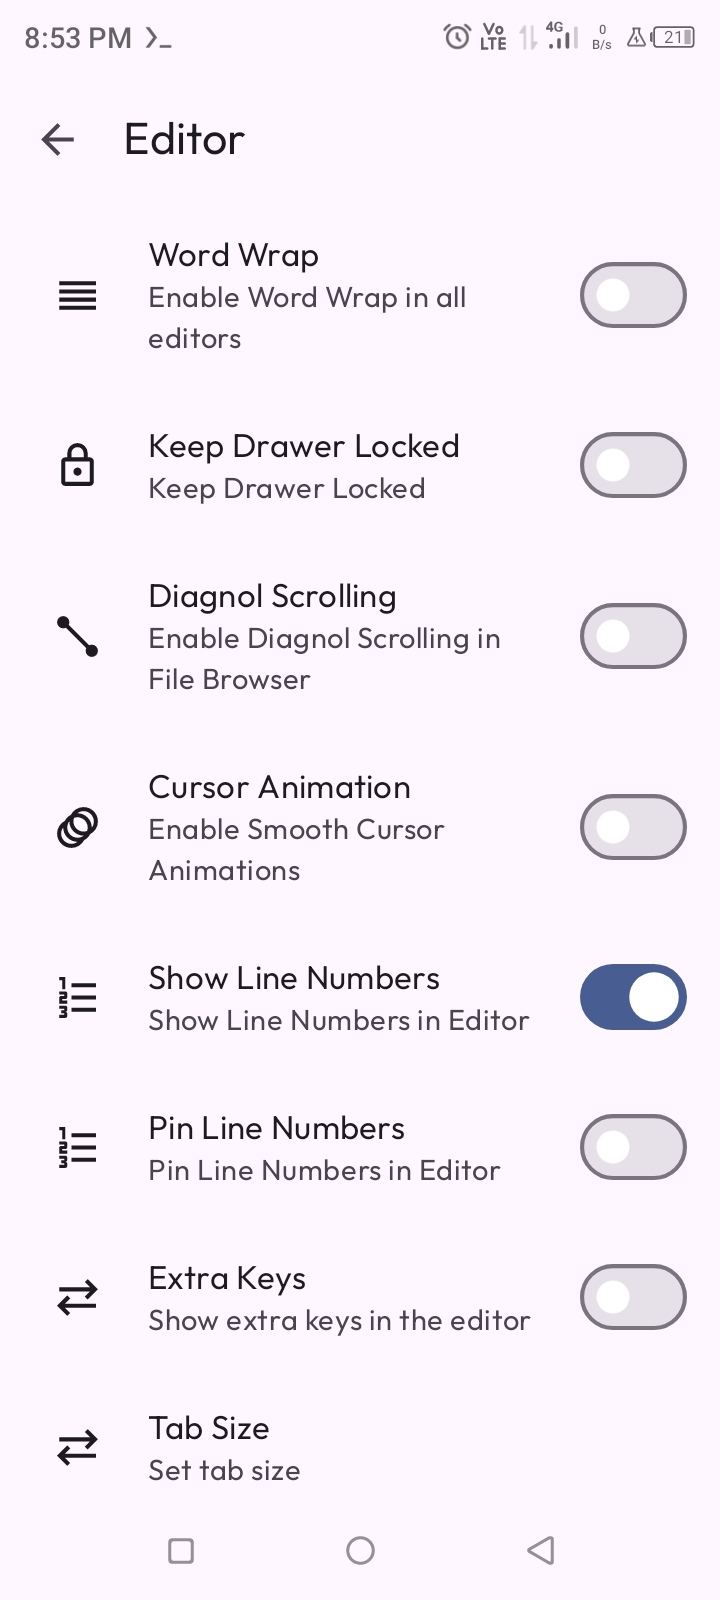 8:53 PM
Vo LTE 4G 0 B/s 21
Editor
Word Wrap
Enable Word Wrap in all
editors
Keep Drawer Locked
Keep Drawer Locked
Diagnol Scrolling
Enable Diagnol Scrolling in
File Browser
Cursor Animation
Enable Smooth Cursor
Animations
Show Line Numbers
Show Line Numbers in Editor
Pin Line Numbers
Pin Line Numbers in Editor
Extra Keys
Show extra keys in the editor
Tab Size
Set tab size